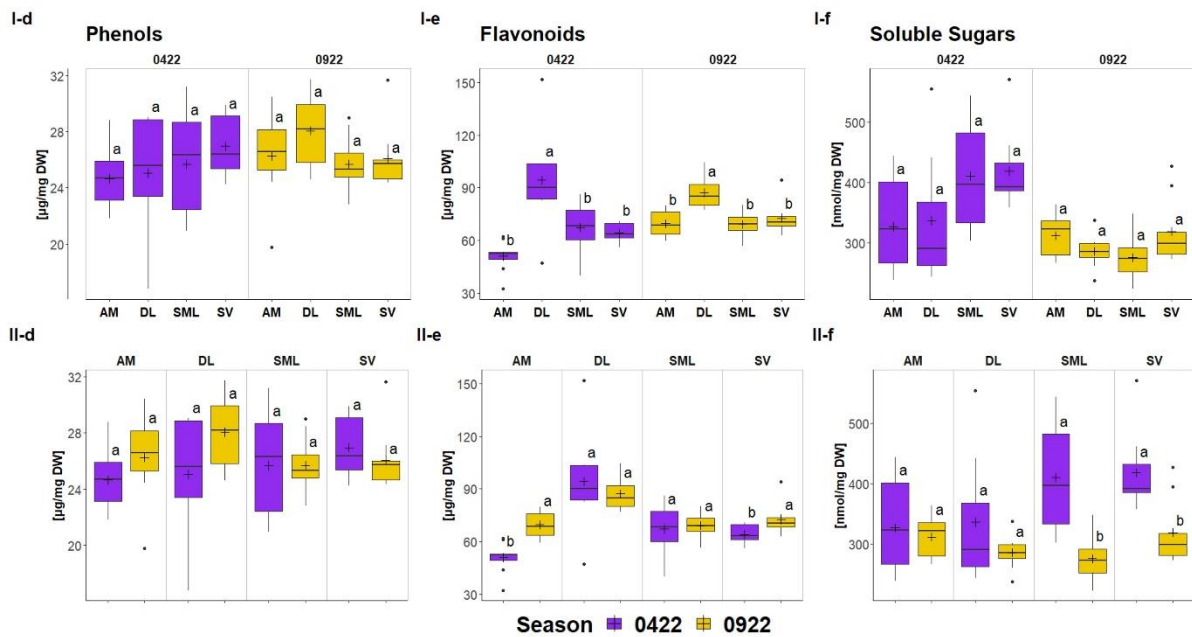 I-d
Phenols
0422 0922
[µg/mg DW]
32
28
24
20
a a a a a a a a
AM DL SML SV AM DL SML SV
I-e
Flavonoids
0422 0922
[µg/mg DW]
150
120
90
60
30
b a b b b a b b
AM DL SML SV AM DL SML SV
I-f
Soluble Sugars
0422 0922
[nmol/mg DW]
500
400
300
a a a a a a a a
AM DL SML SV AM DL SML SV
II-d
AM DL SML SV
[µg/mg DW]
32
28
24
20
a a a a a a a a
II-e
AM DL SML SV
[µg/mg DW]
150
120
90
60
30
b a a a a a b a
II-f
AM DL SML SV
[nmol/mg DW]
500
400
300
a a a a a b a b
Season 0422 0922